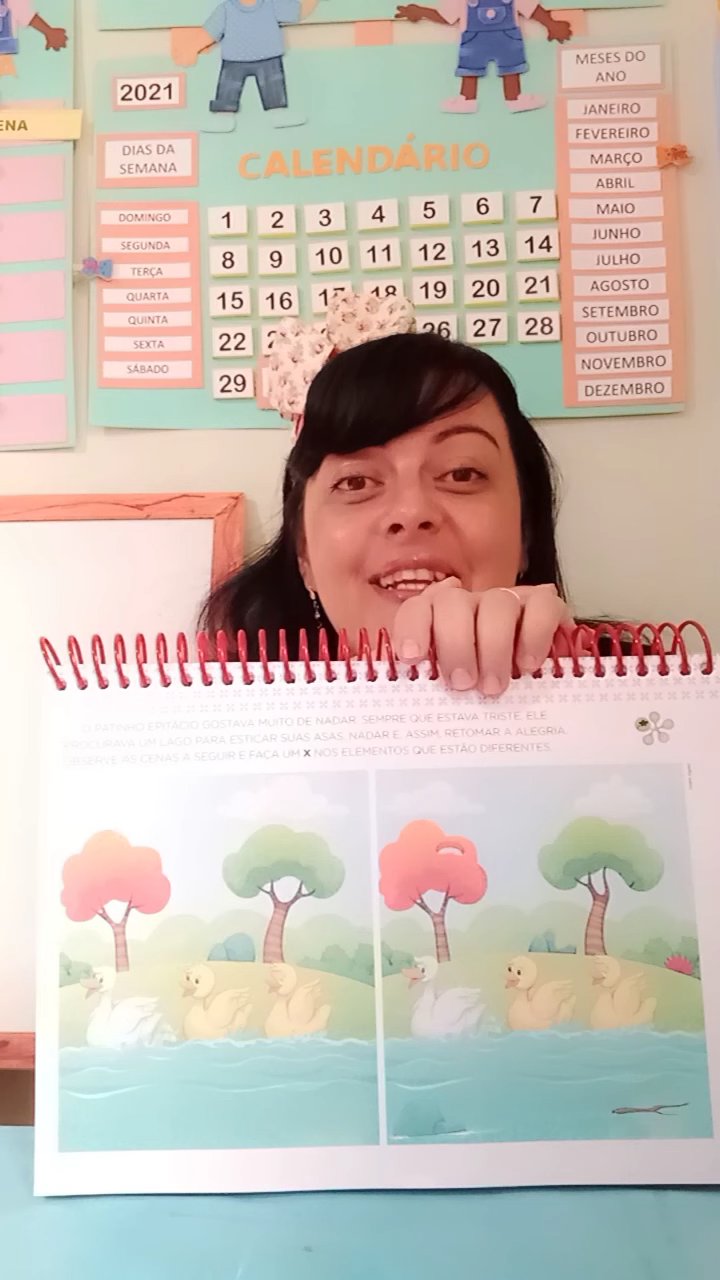 2021
ENA
DIAS DA
SEMANA
DOMINGO
SEGUNDA
TERÇA
QUARTA
QUINTA
SEXTA
SÁBADO
CALENDÁRIO
1 2 3 4 5 6 7
8 9 10 11 12 13 14
15 16 17 18 19 20 21
22 26 27 28
29
MESES DO
ANO
JANEIRO
FEVEREIRO
MARÇO
ABRIL
MAIO
JUNHO
JULHO
AGOSTO
SETEMBRO
OUTUBRO
NOVEMBRO
DEZEMBRO
O PATINHO EPITÁCIO GOSTAVA MUITO DE NADAR. SEMPRE QUE ESTAVA TRISTE, ELE
PROCURAVA UM LAGO PARA ESTICAR SUAS ASAS, NADAR E, ASSIM, RETOMAR A ALEGRIA.
OBSERVE AS CENAS A SEGUIR E FAÇA UM X NOS ELEMENTOS QUE ESTÃO DIFERENTES.